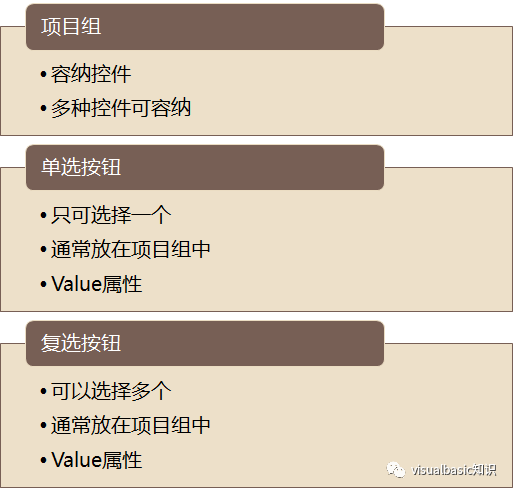 项目组
• 容纳控件
• 多种控件可容纳
单选按钮
• 只可选择一个
• 通常放在项目组中
• Value属性
复选按钮
• 可以选择多个
• 通常放在项目组中
• Value属性
visualbasic知识